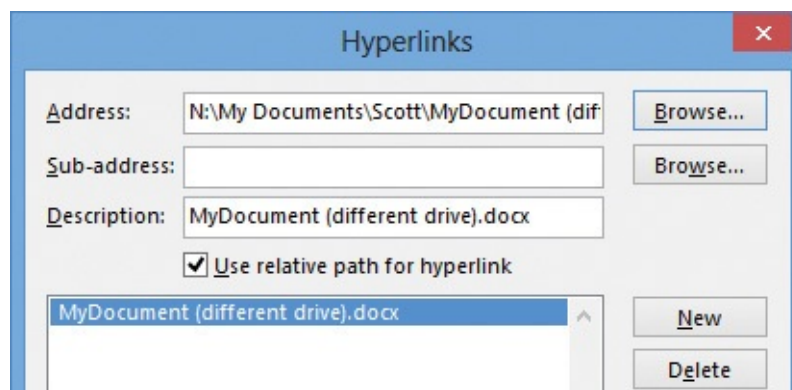 Hyperlinks
Address: N:\My Documents\Scott\MyDocument (dif Browse...
Sub-address: Browse...
Description: MyDocument (different drive).docx
Use relative path for hyperlink
MyDocument (different drive).docx New
Delete